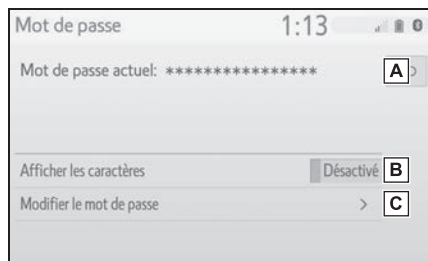 Mot de passe 1:13
Mot de passe actuel: **************** A
Afficher les caractères Désactivé B
Modifier le mot de passe > C